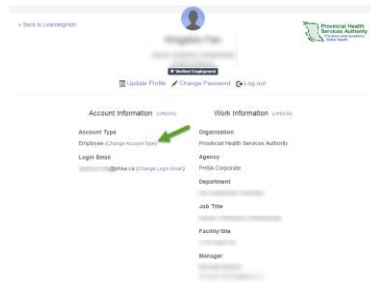 « Back to LearningHub
Provincial Health
Services Authority
Verified Employment
Update Profile Change Password Log out
Account Information (UPDATE)
Account Type
Employee (Change Account Type)
Login Email
@phsa.ca (Change Login Email)
Work Information (UPDATE)
Organization
Provincial Health Services Authority
Agency
PHSA Corporate
Department
Job Title
Facility/Site
Manager